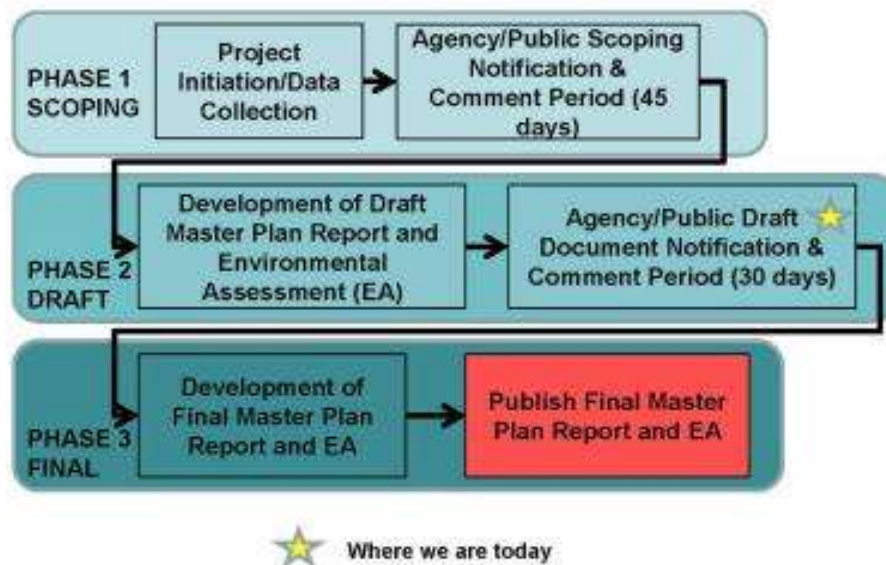 PHASE 1
SCOPING
Project
Initiation/Data
Collection
Agency/Public Scoping
Notification &
Comment Period (45
days)
PHASE 2
DRAFT
Development of Draft
Master Plan Report and
Environmental
Assessment (EA)
Agency/Public Draft
Document Notification &
Comment Period (30 days)
PHASE 3
FINAL
Development of
Final Master Plan
Report and EA
Publish Final Master
Plan Report and EA
Where we are today